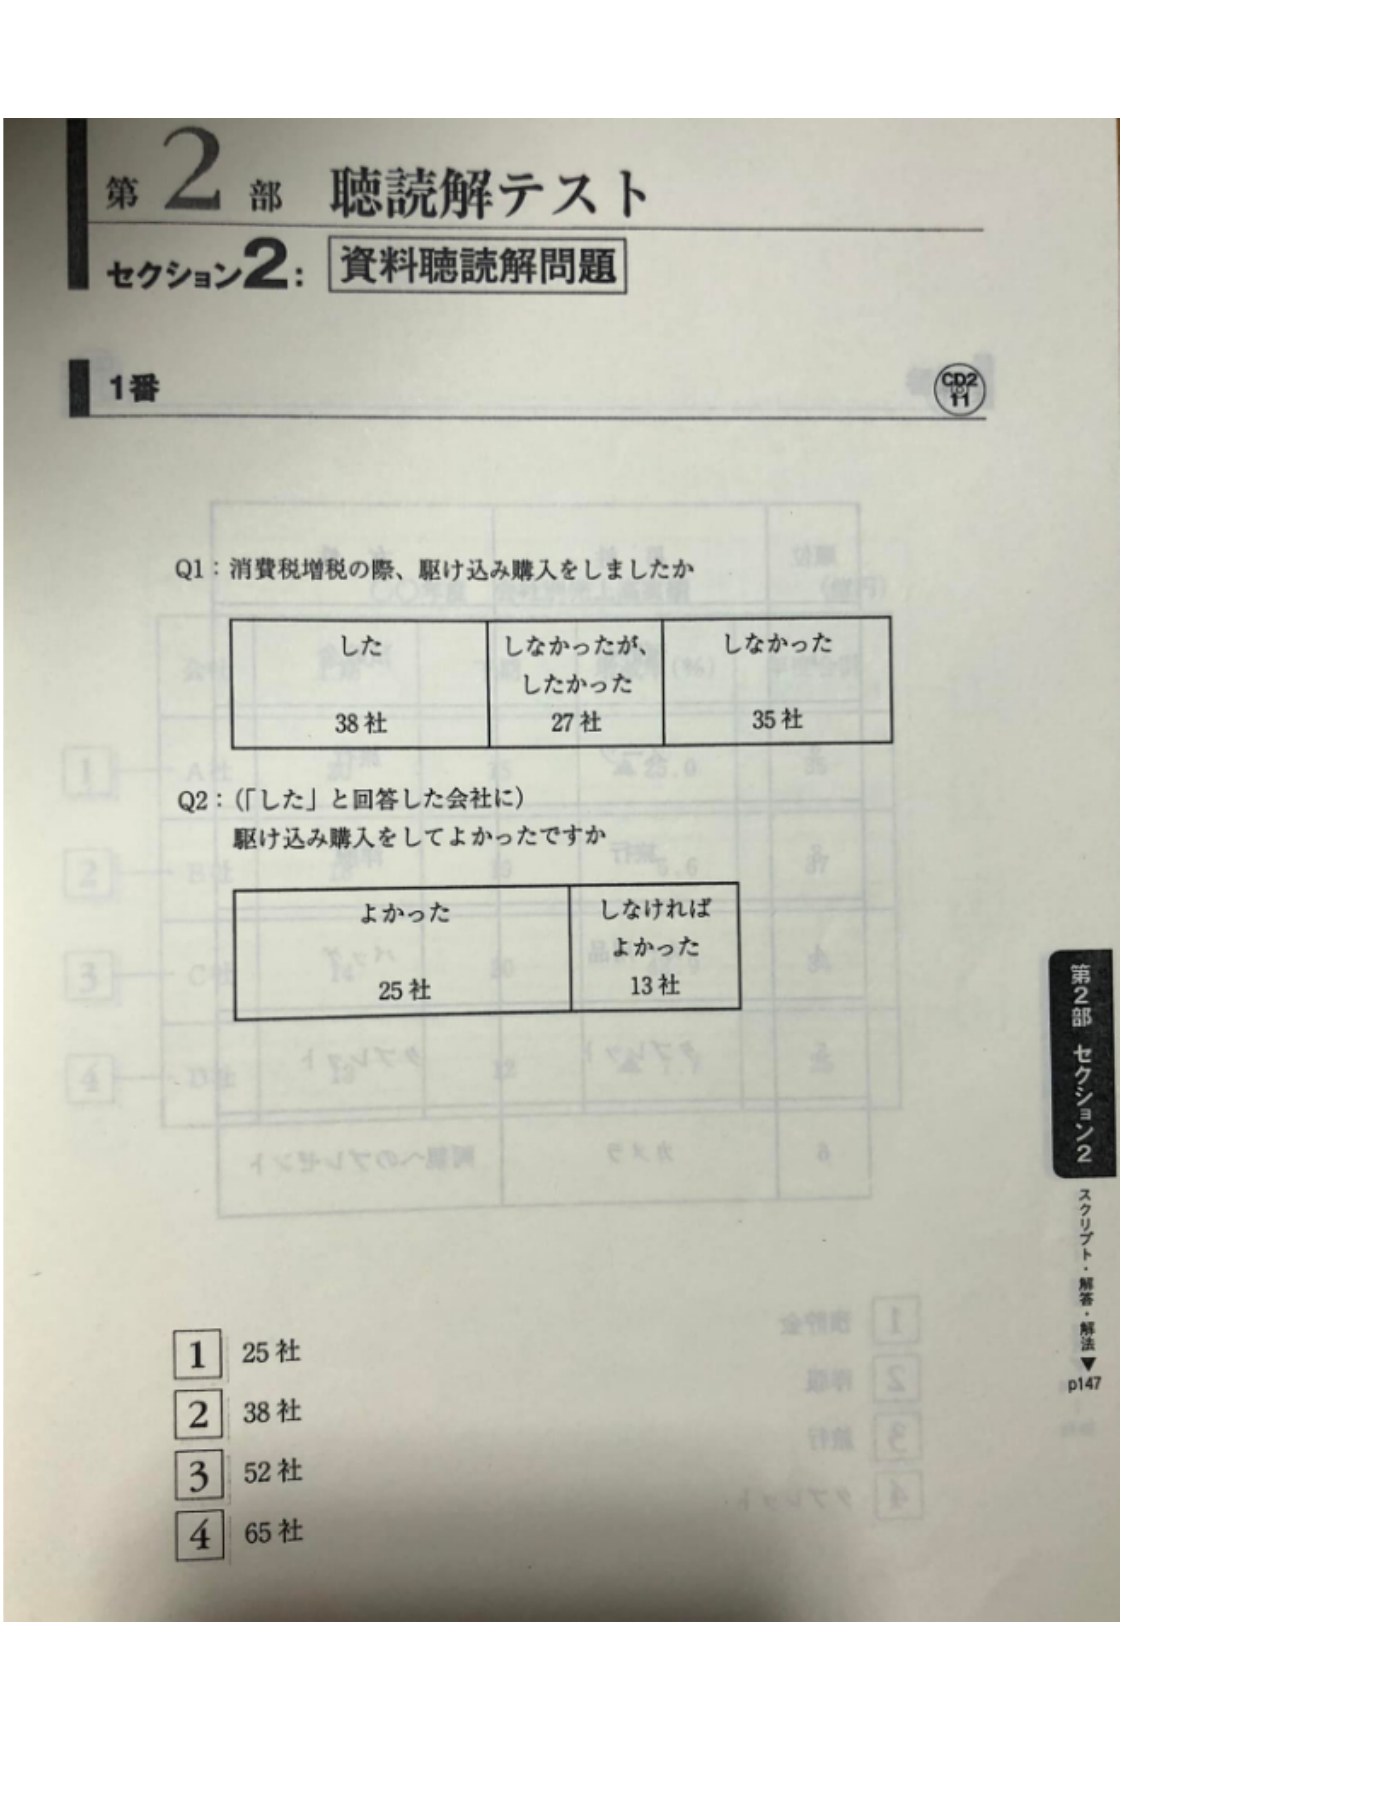 第2部 聴読解テスト
セクション2： 資料聴読解問題
1番
CD2
11
Q1：消費税増税の際、駆け込み購入をしましたか
した
しなかったが、
したかった
しなかった
38社
27社
35社
Q2：（「した」と回答した会社に）
駆け込み購入をしてよかったですか
よかった
しなければ
よかった
25社
13社
1 25社
2 38社
3 52社
4 65社
第2部 セクション2
スクリプト・解答・解法▼
p147